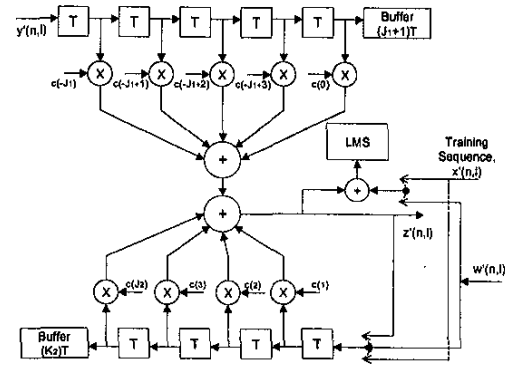 y'(n,l)
T T T T T
Buffer
(J1+1)T
X X X X X
c(-J1) c(-J1+1) c(-J1+2) c(-J1+3) c(0)
+
LMS
Training
Sequence,
x'(n,l)
+
+
z'(n,l)
w'(n,l)
c(J2) c(3) c(2) c(1)
X X X X
Buffer
(K2)T
T T T T